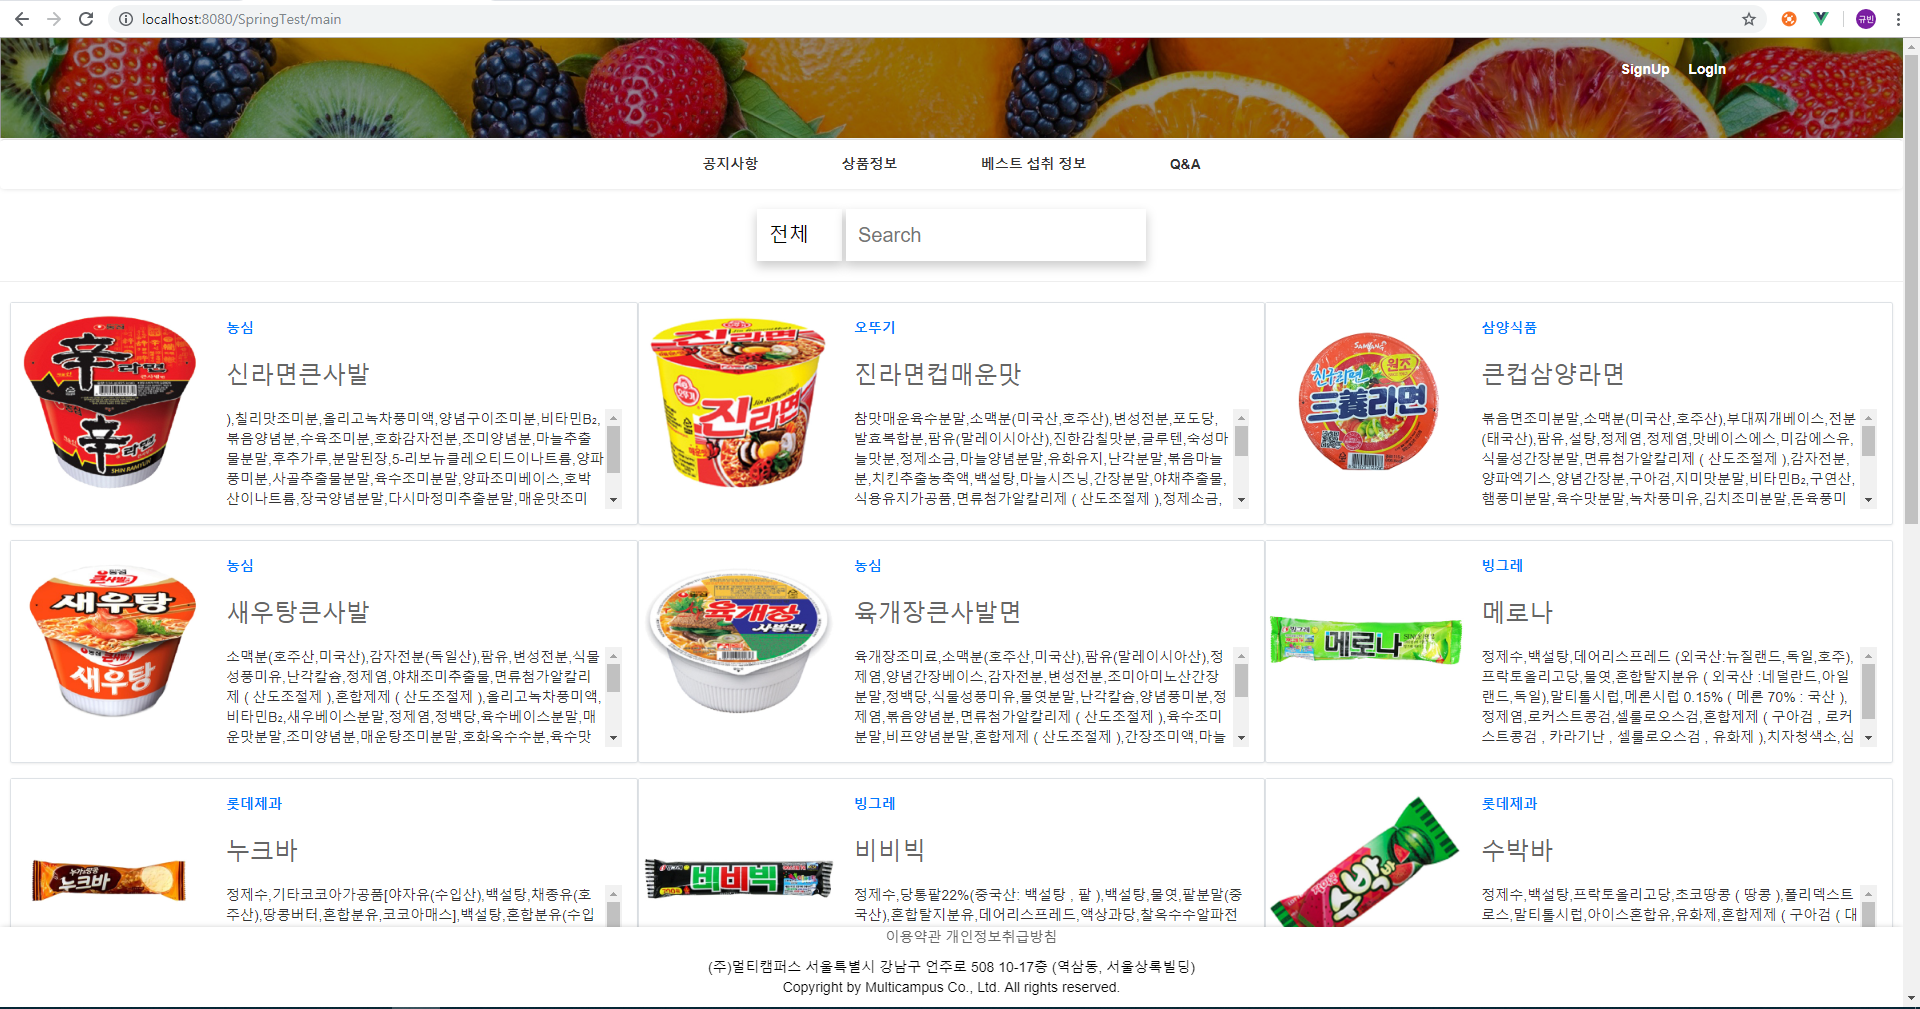 localhost:8080/SpringTest/main
규빈
SignUp LogIn
공지사항 상품정보 베스트 섭취 정보 Q&A
전체 Search
농심
신라면큰사발
),칠리맛조미분,올리고녹차풍미액,양념구이조미분,비타민B₂,
볶음양념분,수육조미분,호화감자전분,조미양념분,마늘추출
물분말,후추가루,분말된장,5-리보뉴클레오티드이나트륨,양파
풍미분,사골추출물분말,육수조미분말,양파조미베이스,호박
산이나트륨,장국양념분말,다시마정미추출분말,매운맛조미
오뚜기
진라면컵매운맛
참맛매운육수분말,소맥분(미국산,호주산),변성전분,포도당,
발효복합분,팜유(말레이시아산),진한감칠맛분,글루텐,숙성마
늘맛분,정제소금,마늘양념분말,유화유지,난각분말,볶음마늘
분,치킨추출농축액,백설탕,마늘시즈닝,간장분말,야채추출물,
식용유지가공품,면류첨가알칼리제 ( 산도조절제 ),정제소금,
삼양식품
큰컵삼양라면
볶음면조미분말,소맥분(미국산,호주산),부대찌개베이스,전분
(태국산),팜유,설탕,정제염,정제염,맛베이스에스,미감에스유,
식물성간장분말,면류첨가알칼리제 ( 산도조절제 ),감자전분,
양파엑기스,양념간장분,구아검,지미맛분말,비타민B₂,구연산,
햄풍미분말,육수맛분말,녹차풍미유,김치조미분말,돈육풍미
농심
새우탕큰사발
소맥분(호주산,미국산),감자전분(독일산),팜유,변성전분,식물
성풍미유,난각칼슘,정제염,야채조미추출물,면류첨가알칼리
제 ( 산도조절제 ),혼합제제 ( 산도조절제 ),올리고녹차풍미액,
비타민B₂,새우베이스분말,정제염,정백당,육수베이스분말,매
운맛분말,조미양념분,매운탕조미분말,호화옥수수분,육수맛
농심
육개장큰사발면
육개장조미료,소맥분(호주산,미국산),팜유(말레이시아산),정
제염,양념간장베이스,감자전분,변성전분,조미아미노산간장
분말,정백당,식물성풍미유,물엿분말,난각칼슘,양념풍미분,정
제염,볶음양념분,면류첨가알칼리제 ( 산도조절제 ),육수조미
분말,비프양념분말,혼합제제 ( 산도조절제 ),간장조미액,마늘
빙그레
메로나
정제수,백설탕,데어리스프레드 (외국산:뉴질랜드,독일,호주),
프락토올리고당,물엿,혼합탈지분유 ( 외국산 :네덜란드,아일
랜드,독일),말티톨시럽,메론시럽 0.15% ( 메론 70% : 국산 ),
정제염,로커스트콩검,셀룰로오스검,혼합제제 ( 구아검 , 로커
스트콩검 , 카라기난 , 셀룰로오스검 , 유화제 ),치자청색소,심
롯데제과
누크바
정제수,기타코코아가공품[야자유(수입산),백설탕,채종유(호
주산),땅콩버터,혼합분유,코코아매스],백설탕,혼합분유(수입
빙그레
비비빅
정제수,당통팥22%(중국산: 백설탕 , 팥 ),백설탕,물엿,팥분말(중
국산),혼합탈지분유,데어리스프레드,액상과당,찰옥수수알파전
롯데제과
수박바
정제수,백설탕,프락토올리고당,초코땅콩 ( 땅콩 ),폴리덱스트
로스,말티톨시럽,아이스혼합유,유화제,혼합제제 ( 구아검 ( 대
이용약관 개인정보취급방침
(주)멀티캠퍼스 서울특별시 강남구 언주로 508 10-17층 (역삼동, 서울상록빌딩)
Copyright by Multicampus Co., Ltd. All rights reserved.